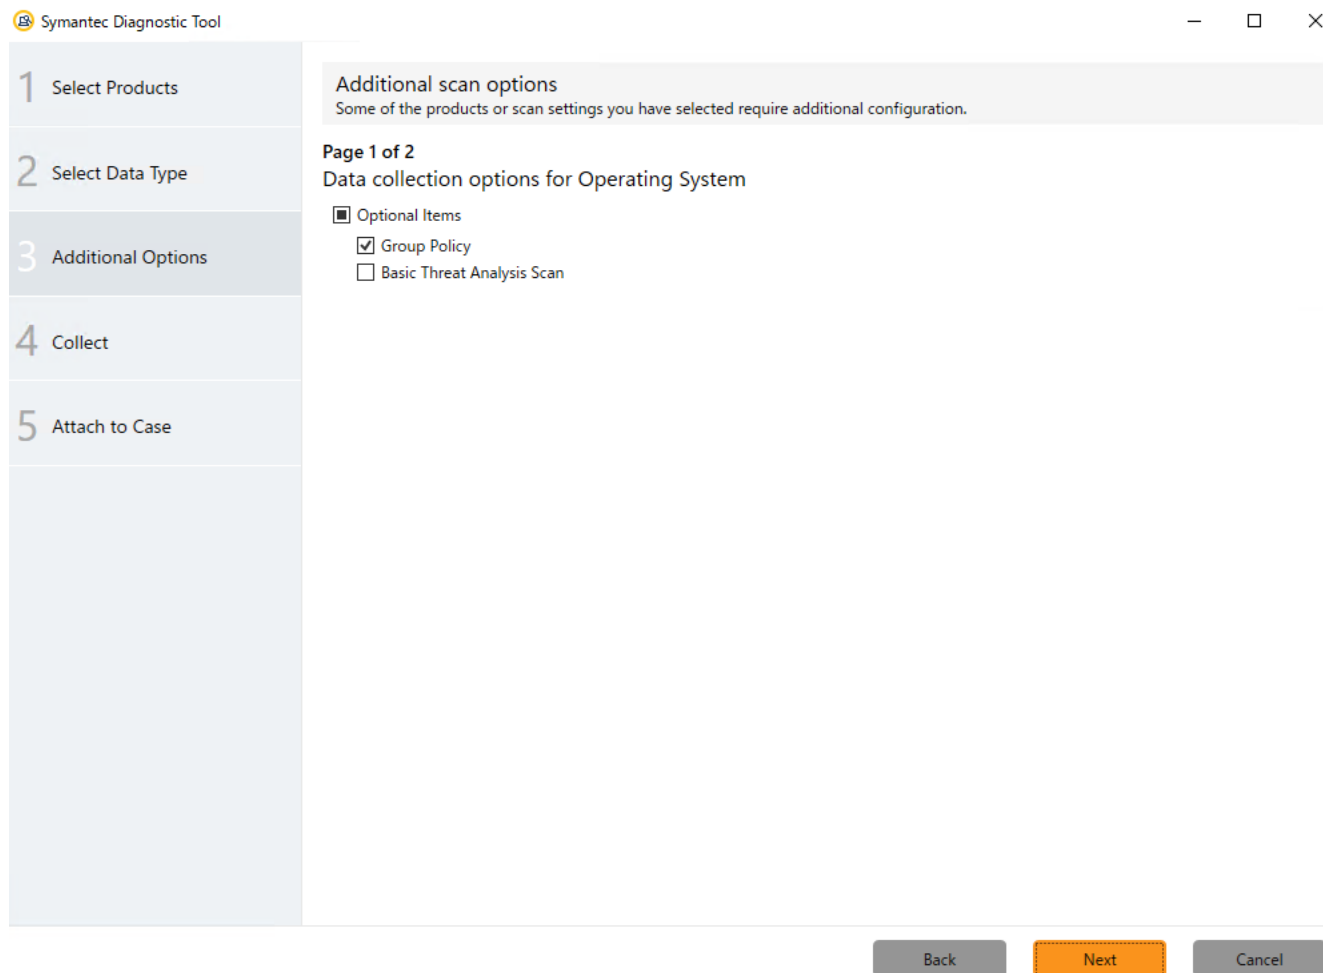 Symantec Diagnostic Tool
1 Select Products
2 Select Data Type
3 Additional Options
4 Collect
5 Attach to Case
Additional scan options
Some of the products or scan settings you have selected require additional configuration.
Page 1 of 2
Data collection options for Operating System
Optional Items
Group Policy
Basic Threat Analysis Scan
Back Next Cancel